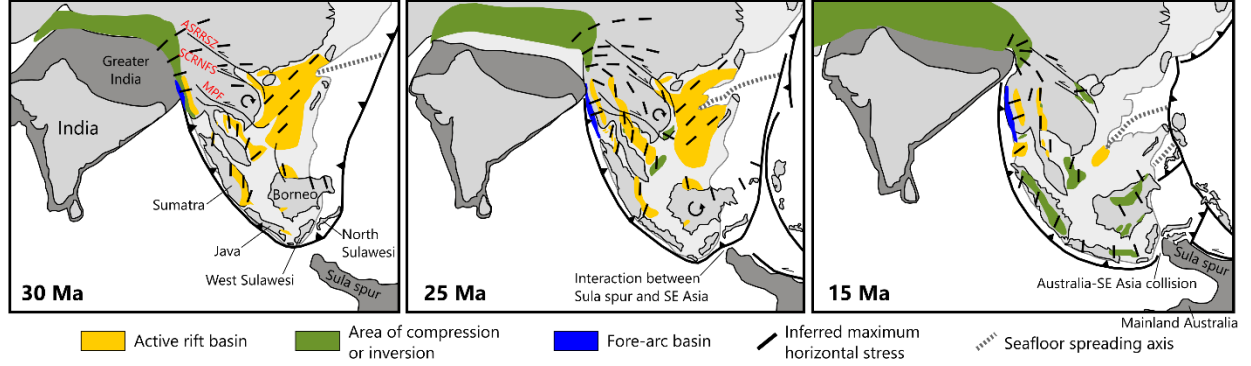 ASRRSZ
SCRNFS
MPF
Greater
India
India
Sumatra
Borneo
Java
North
Sulawesi
West Sulawesi
30 Ma
Interaction between
Sula spur and SE Asia
25 Ma
Sula spur
Australia-SE Asia collision
15 Ma
Mainland Australia
Active rift basin
Area of compression
or inversion
Fore-arc basin
Inferred maximum
horizontal stress
Seafloor spreading axis